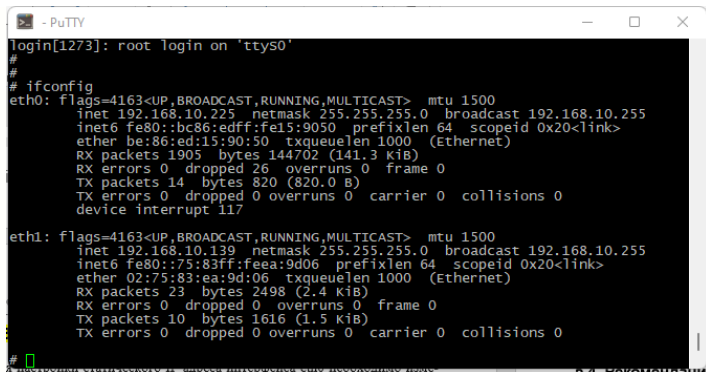 - PuTTY
login[1273]: root login on 'ttyS0'
#
#
# ifconfig
eth0: flags=4163<UP,BROADCAST,RUNNING,MULTICAST>  mtu 1500
        inet 192.168.10.225  netmask 255.255.255.0  broadcast 192.168.10.255
        inet6 fe80::bc86:edff:fe15:9050  prefixlen 64  scopeid 0x20<link>
        ether be:86:ed:15:90:50  txqueuelen 1000  (Ethernet)
        RX packets 1905  bytes 144702 (141.3 KiB)
        RX errors 0  dropped 26  overruns 0  frame 0
        TX packets 14  bytes 820 (820.0 B)
        TX errors 0  dropped 0 overruns 0  carrier 0  collisions 0
        device interrupt 117
eth1: flags=4163<UP,BROADCAST,RUNNING,MULTICAST>  mtu 1500
        inet 192.168.10.139  netmask 255.255.255.0  broadcast 192.168.10.255
        inet6 fe80::75:83ff:feea:9d06  prefixlen 64  scopeid 0x20<link>
        ether 02:75:83:ea:9d:06  txqueuelen 1000  (Ethernet)
        RX packets 23  bytes 2498 (2.4 KiB)
        RX errors 0  dropped 0  overruns 0  frame 0
        TX packets 10  bytes 1616 (1.5 KiB)
        TX errors 0  dropped 0 overruns 0  carrier 0  collisions 0
#